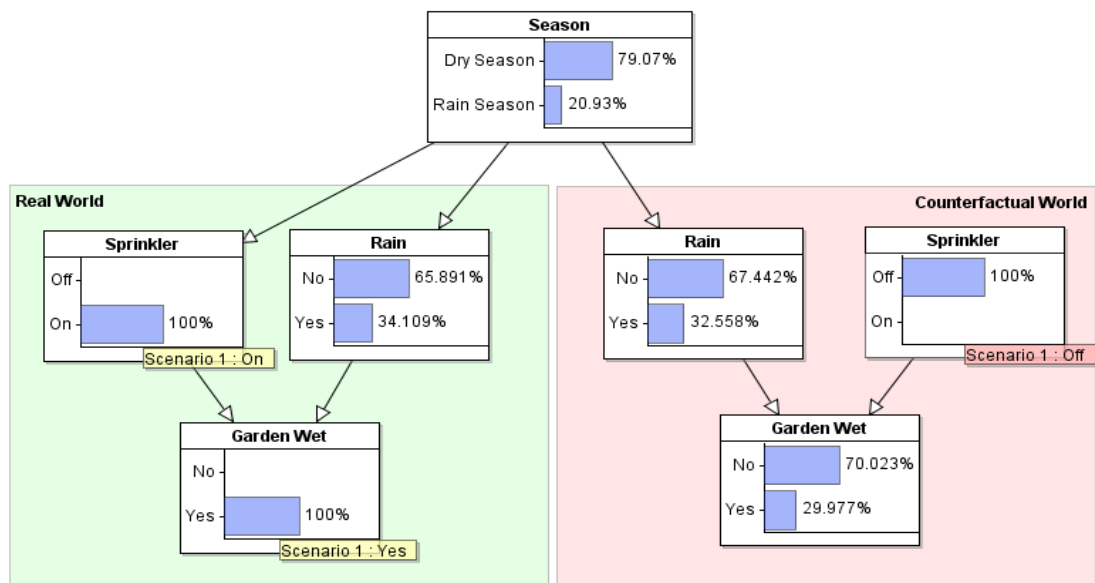 Season
Dry Season 79.07%
Rain Season 20.93%
Real World
Sprinkler
Off
On 100%
Scenario 1 : On
Rain
No 65.891%
Yes 34.109%
Garden Wet
No
Yes 100%
Scenario 1 : Yes
Counterfactual World
Rain
No 67.442%
Yes 32.558%
Sprinkler
Off 100%
On
Scenario 1 : Off
Garden Wet
No 70.023%
Yes 29.977%